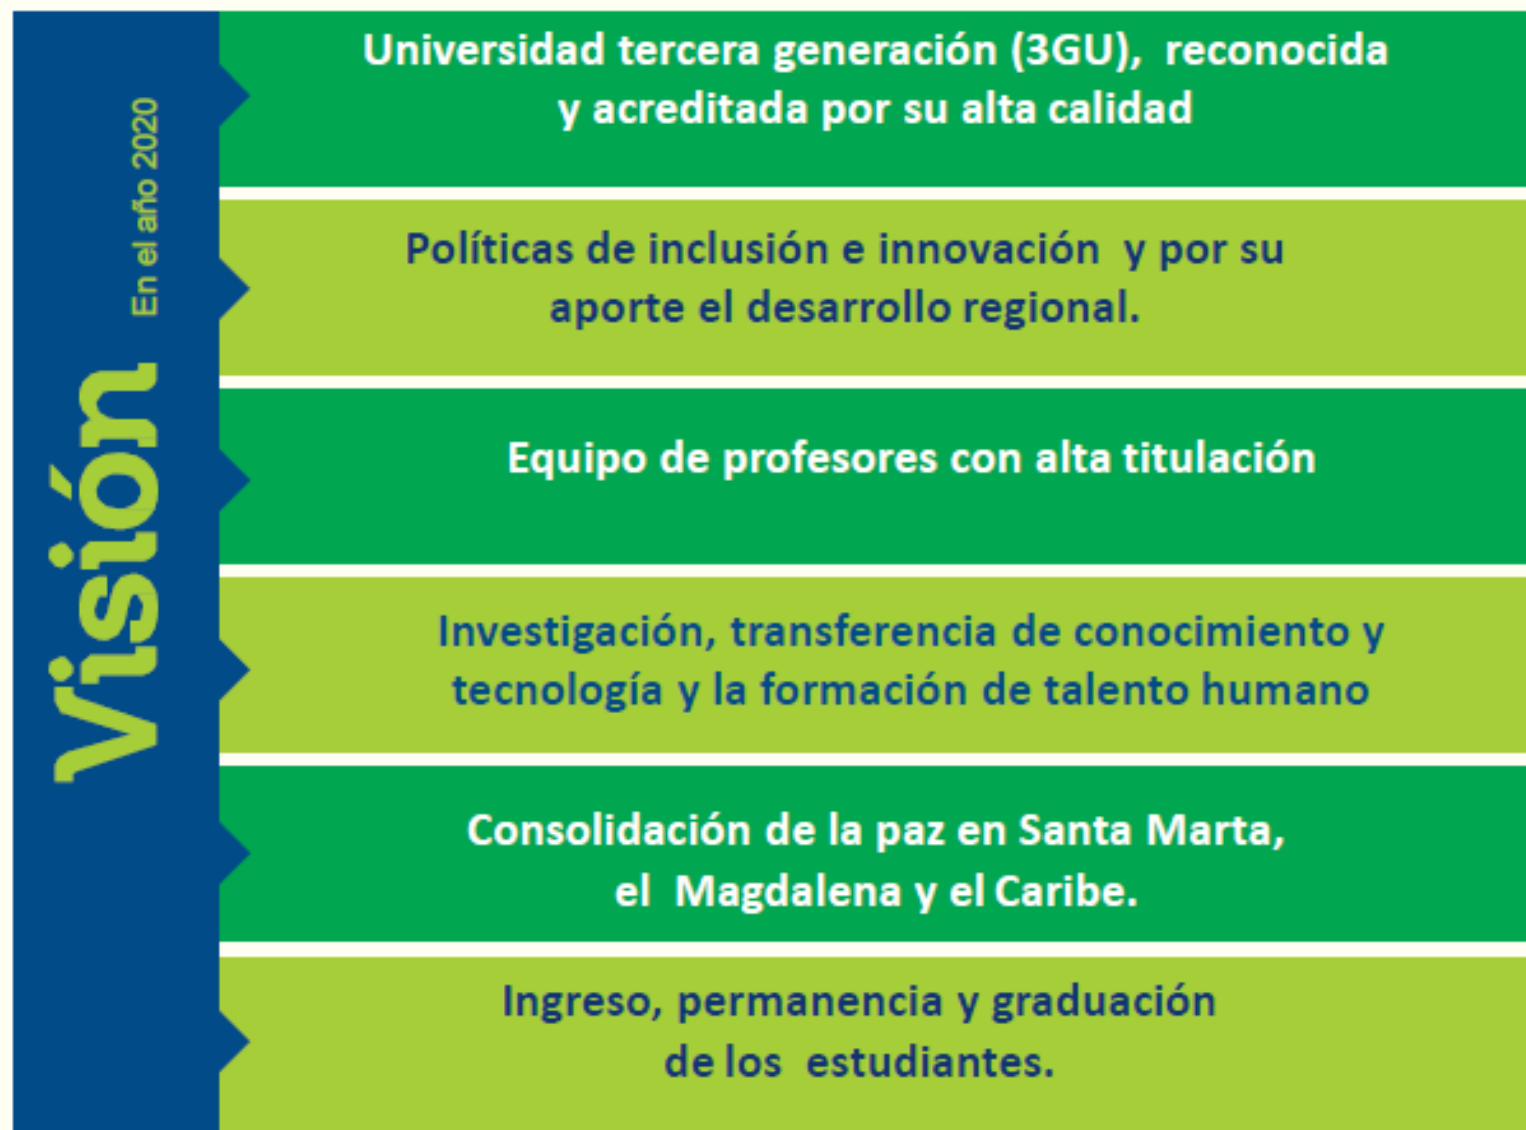 Visión
En el año 2020
Universidad tercera generación (3GU), reconocida
y acreditada por su alta calidad
Políticas de inclusión e innovación y por su
aporte el desarrollo regional.
Equipo de profesores con alta titulación
Investigación, transferencia de conocimiento y
tecnología y la formación de talento humano
Consolidación de la paz en Santa Marta,
el Magdalena y el Caribe.
Ingreso, permanencia y graduación
de los estudiantes.